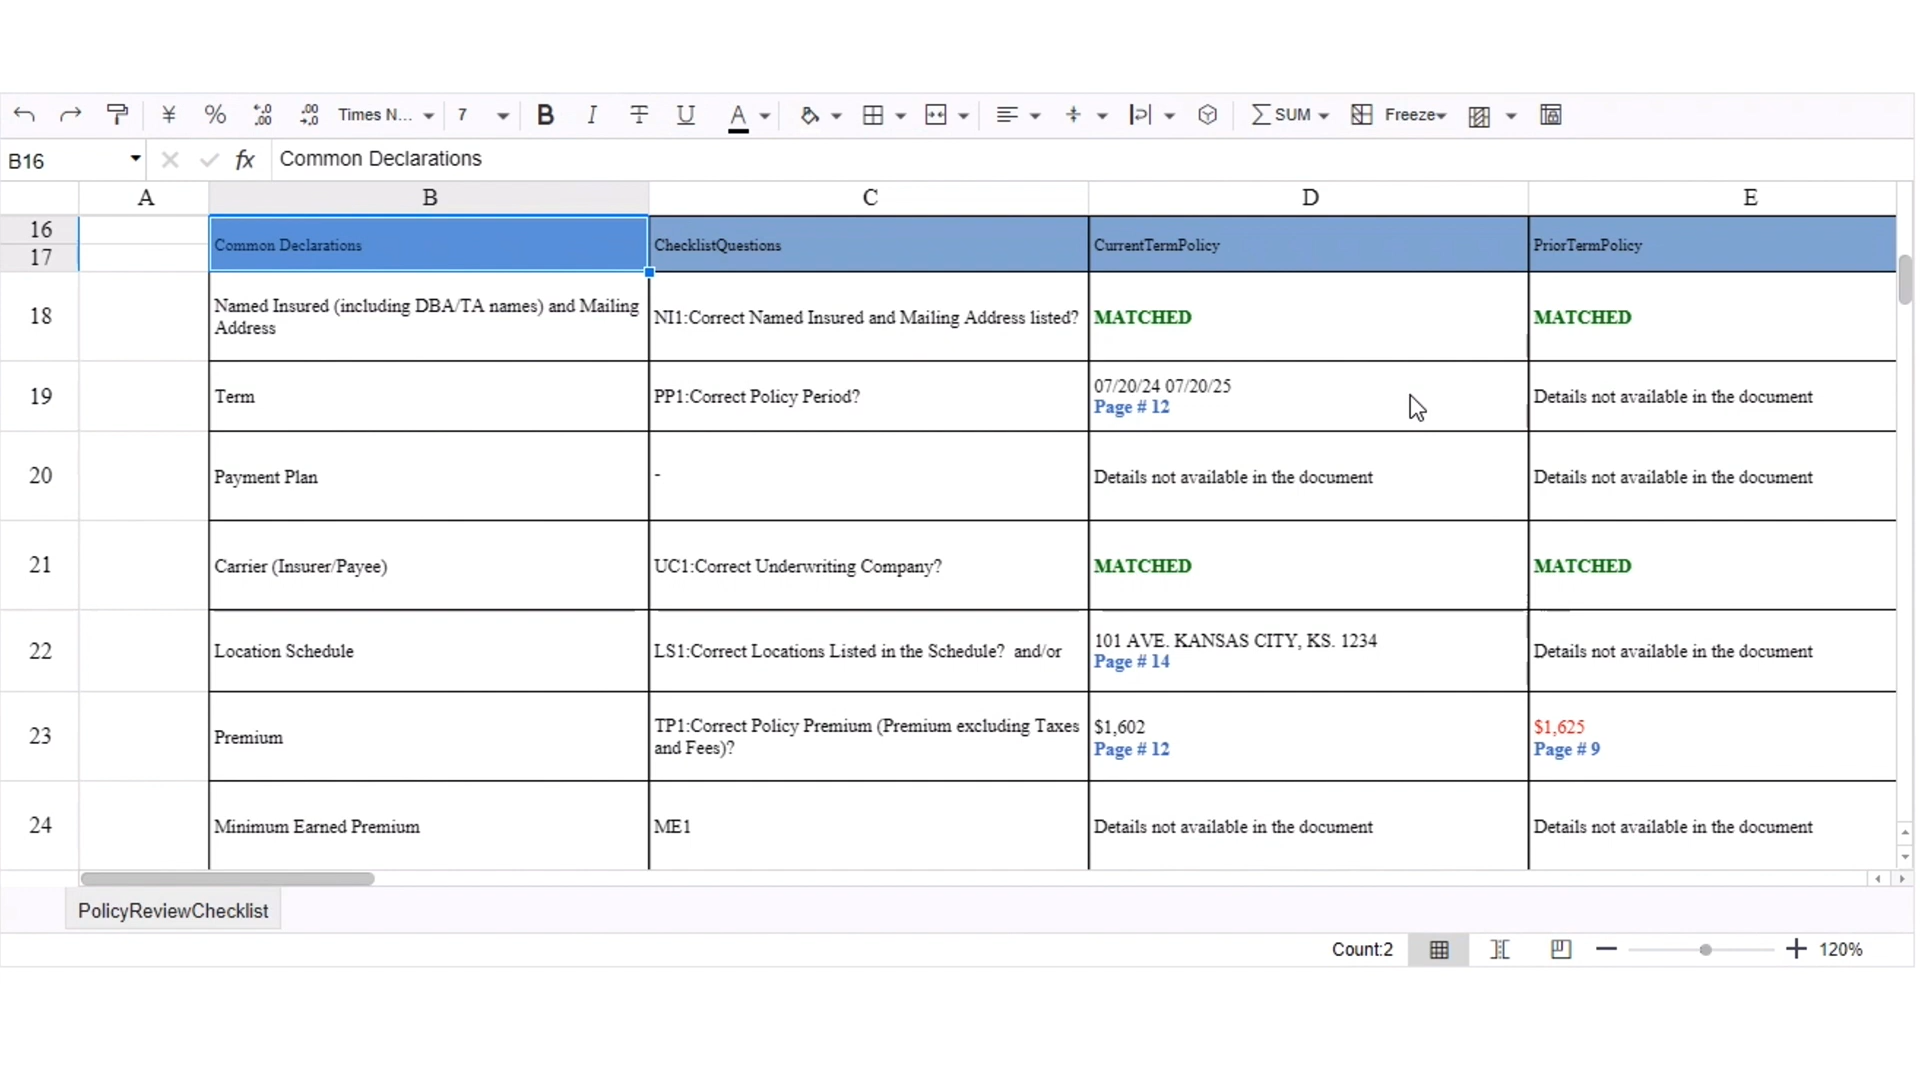 Times N...
7
B
I
T
U
A
SUM
Freeze
B16
fx
Common Declarations
A
B
C
D
E
16
17
Common Declarations
ChecklistQuestions
CurrentTermPolicy
PriorTermPolicy
18
Named Insured (including DBA/TA names) and Mailing
Address
NI1:Correct Named Insured and Mailing Address listed?
MATCHED
MATCHED
19
Term
PP1:Correct Policy Period?
07/20/24 07/20/25
Page # 12
Details not available in the document
20
Payment Plan
-
Details not available in the document
Details not available in the document
21
Carrier (Insurer/Payee)
UC1:Correct Underwriting Company?
MATCHED
MATCHED
22
Location Schedule
LS1:Correct Locations Listed in the Schedule?  and/or
101 AVE. KANSAS CITY, KS. 1234
Page # 14
Details not available in the document
23
Premium
TP1:Correct Policy Premium (Premium excluding Taxes
and Fees)?
$1,602
Page # 12
$1,625
Page # 9
24
Minimum Earned Premium
ME1
Details not available in the document
Details not available in the document
PolicyReviewChecklist
Count:2
120%